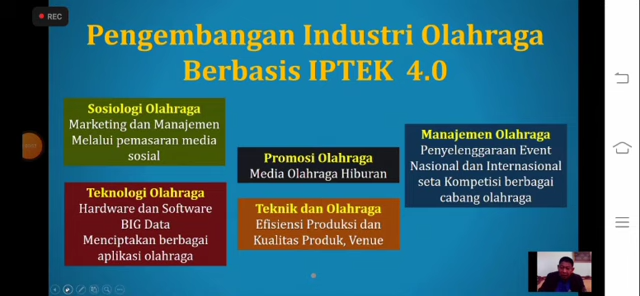 REC
Pengembangan Industri Olahraga
Berbasis IPTEK 4.0
Sosiologi Olahraga
Marketing dan Manajemen
Melalui pemasaran media
sosial
Teknologi Olahraga
Hardware dan Software
BIG Data
Menciptakan berbagai
aplikasi olahraga
Promosi Olahraga
Media Olahraga Hiburan
Teknik dan Olahraga
Efisiensi Produksi dan
Kualitas Produk, Venue
Manajemen Olahraga
Penyelenggaraan Event
Nasional dan Internasional
seta Kompetisi berbagai
cabang olahraga